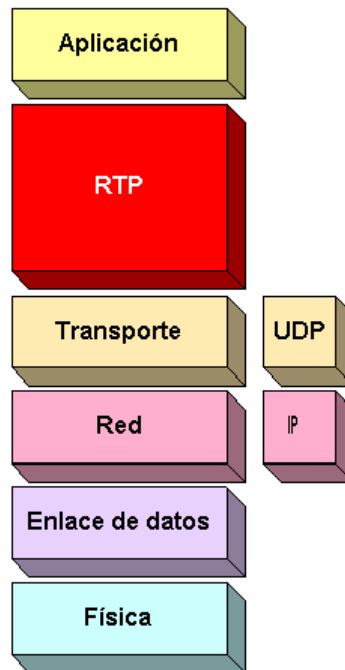 Aplicación
RTP
Transporte
UDP
Red
IP
Enlace de datos
Física